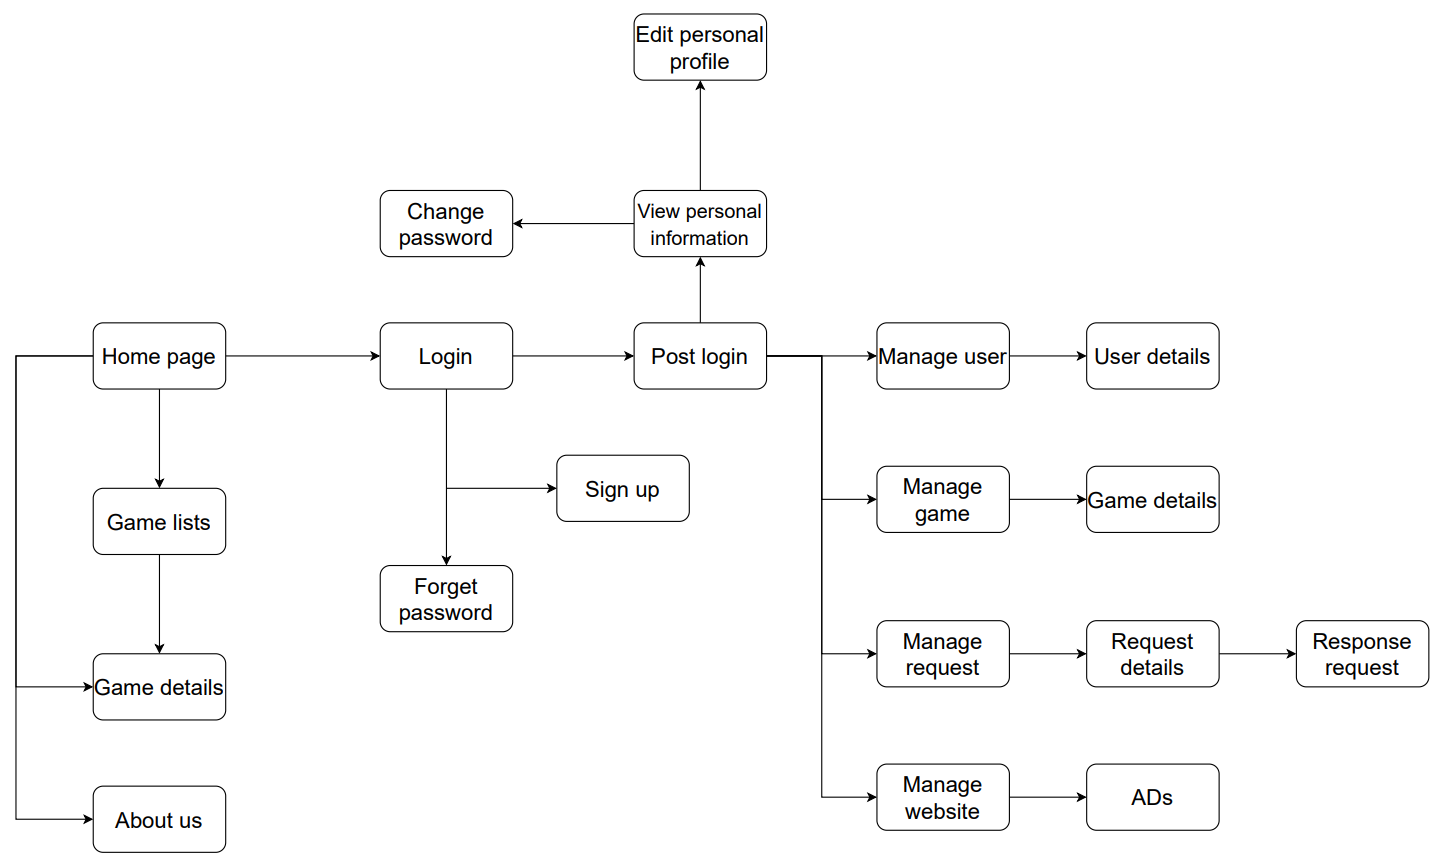 Edit personal
profile
Change
password
View personal
information
Home page
Login
Post login
Manage user
User details
Sign up
Manage
game
Game details
Game lists
Forget
password
Manage
request
Request
details
Response
request
Game details
Manage
website
ADs
About us